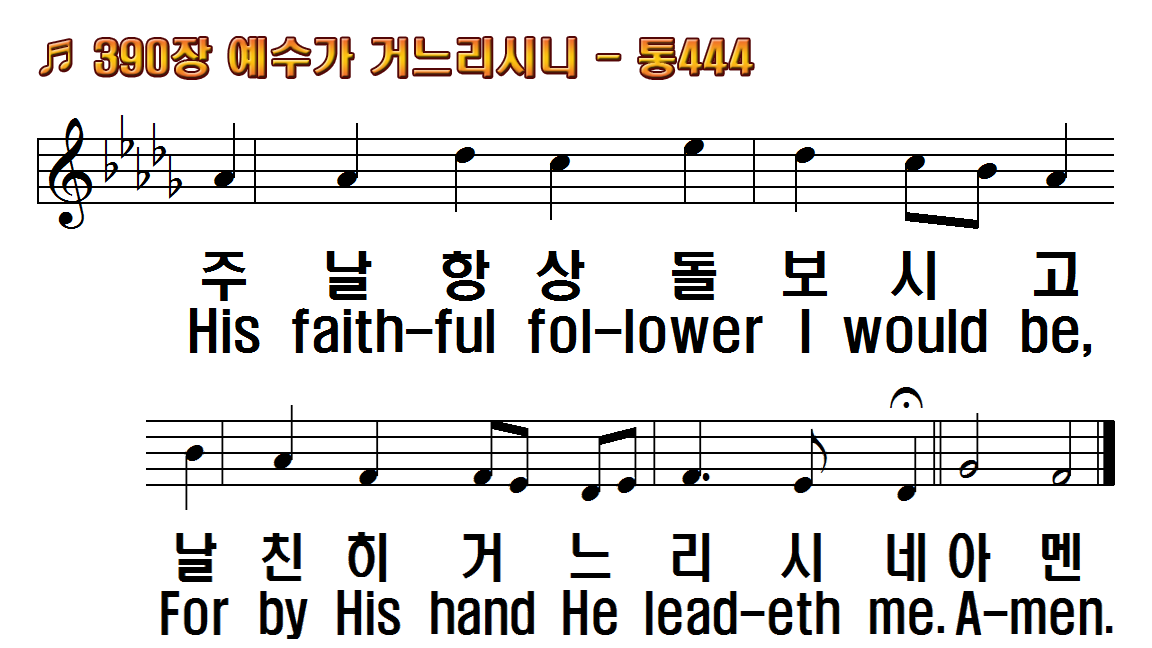 ♬ 390장 예수가 거느리시니 - 통444
주 날 항 상 돌 보 시 고
His faith-ful fol-lower I would be,
날 친 히 거 느 리 시 네 아 멘
For by His hand He lead-eth me. A-men.